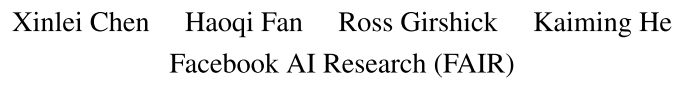 Xinlei Chen Haoqi Fan Ross Girshick Kaiming He
Facebook AI Research (FAIR)